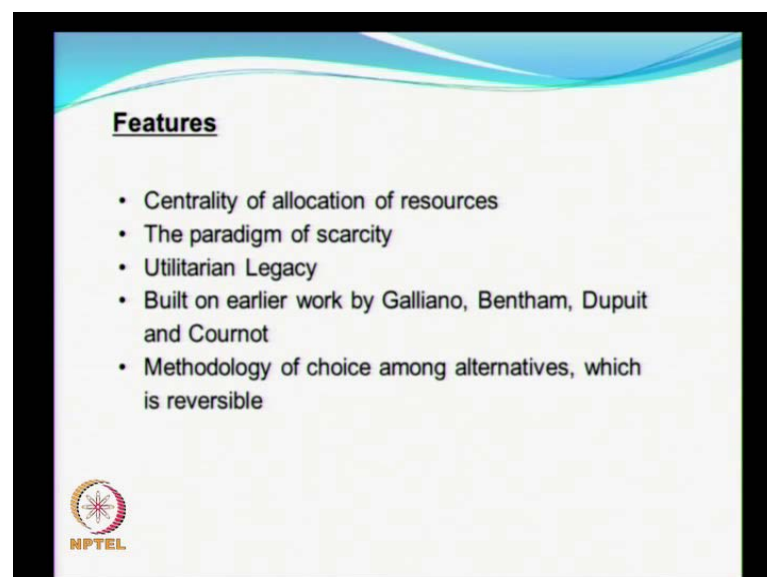 Features
• Centrality of allocation of resources
• The paradigm of scarcity
• Utilitarian Legacy
• Built on earlier work by Galliano, Bentham, Dupuit
and Cournot
• Methodology of choice among alternatives, which
is reversible
NPTEL